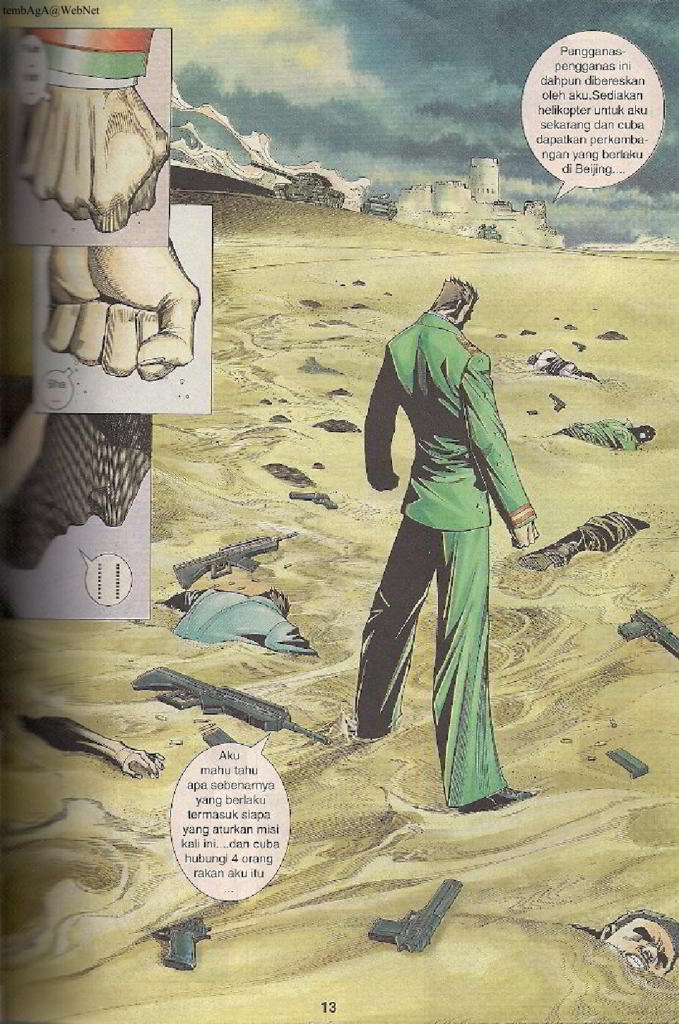 tembAgA@WebNet
Pengganas-
pengganas ini
dahpun dibereskan
oleh aku.Sediakan
helikopter untuk aku
sekarang dan cuba
dapatkan perkemba-
ngan yang berlaku
di Beijing....
Sha
Aku
mahu tahu
apa sebenarnya
yang berlaku
termasuk siapa
yang aturkan misi
kali ini....dan cuba
hubungi 4 orang
rakan aku itu
...
13